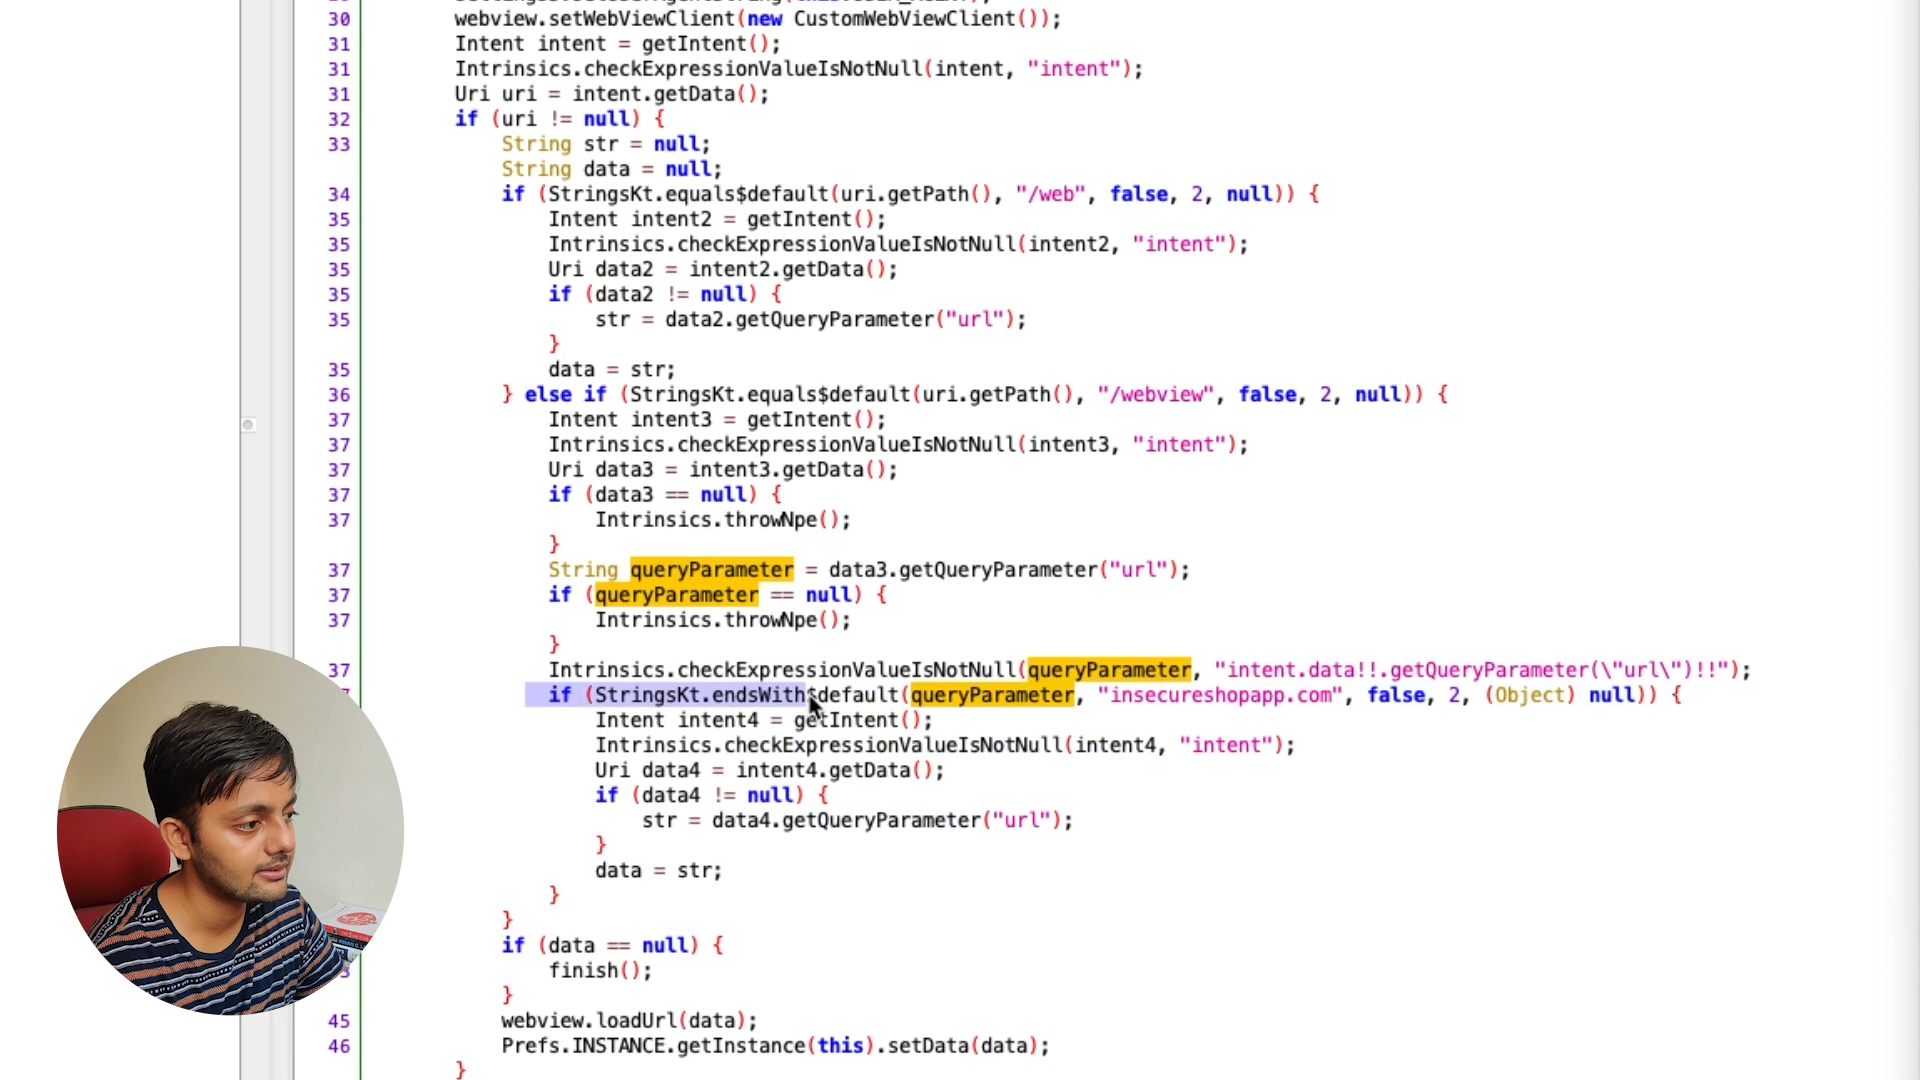 30 webview.setWebViewClient(new CustomWebViewClient());
31 Intent intent = getIntent();
31 Intrinsics.checkExpressionValueIsNotNull(intent, "intent");
31 Uri uri = intent.getData();
32 if (uri != null) {
33 String str = null;
String data = null;
34 if (StringsKt.equals$default(uri.getPath(), "/web", false, 2, null)) {
35 Intent intent2 = getIntent();
35 Intrinsics.checkExpressionValueIsNotNull(intent2, "intent");
35 Uri data2 = intent2.getData();
35 if (data2 != null) {
35 str = data2.getQueryParameter("url");
}
35 data = str;
36 } else if (StringsKt.equals$default(uri.getPath(), "/webview", false, 2, null)) {
37 Intent intent3 = getIntent();
37 Intrinsics.checkExpressionValueIsNotNull(intent3, "intent");
37 Uri data3 = intent3.getData();
37 if (data3 == null) {
37 Intrinsics.throwNpe();
}
37 String queryParameter = data3.getQueryParameter("url");
37 if (queryParameter == null) {
37 Intrinsics.throwNpe();
}
37 Intrinsics.checkExpressionValueIsNotNull(queryParameter, "intent.data!!.getQueryParameter(\"url\")!!");
if (StringsKt.endsWith$default(queryParameter, "insecureshopapp.com", false, 2, (Object) null)) {
Intent intent4 = getIntent();
Intrinsics.checkExpressionValueIsNotNull(intent4, "intent");
Uri data4 = intent4.getData();
if (data4 != null) {
str = data4.getQueryParameter("url");
}
data = str;
}
}
if (data == null) {
finish();
}
45 webview.loadUrl(data);
46 Prefs.INSTANCE.getInstance(this).setData(data);
}